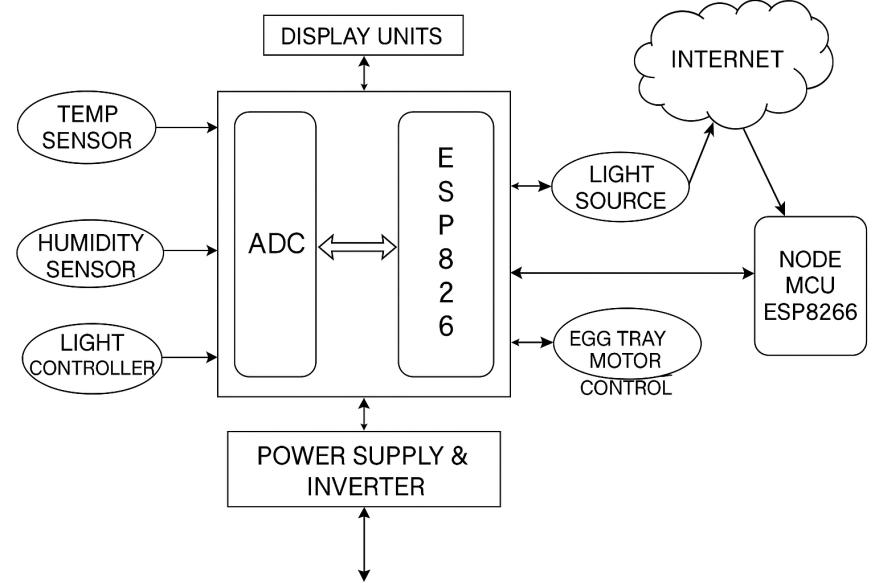 DISPLAY UNITS
INTERNET
TEMP
SENSOR
HUMIDITY
SENSOR
LIGHT
CONTROLLER
ADC
E
S
P
8
2
6
LIGHT
SOURCE
NODE
MCU
ESP8266
EGG TRAY
MOTOR
CONTROL
POWER SUPPLY &
INVERTER